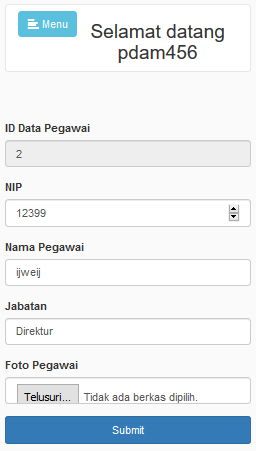 Menu
Selamat datang
pdam456
ID Data Pegawai
2
NIP
12399
Nama Pegawai
ijweij
Jabatan
Direktur
Foto Pegawai
Telusuri... Tidak ada berkas dipilih.
Submit